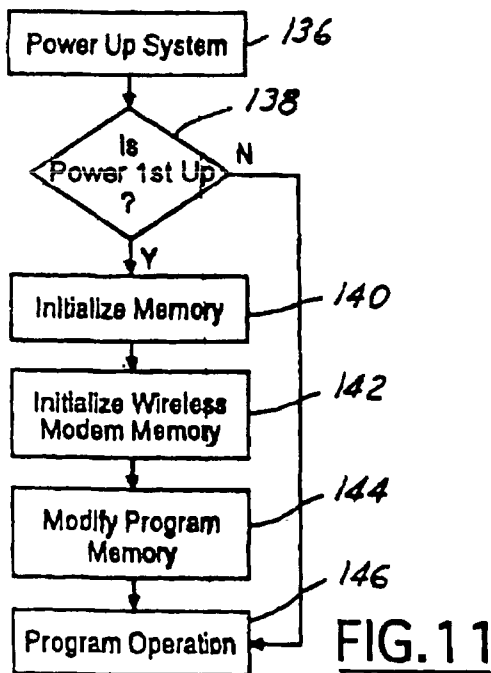 Power Up System
136
138
Is
Power 1st Up
?
N
Y
Initialize Memory
140
Initialize Wireless
Modem Memory
142
Modify Program
Memory
144
146
Program Operation
FIG.11